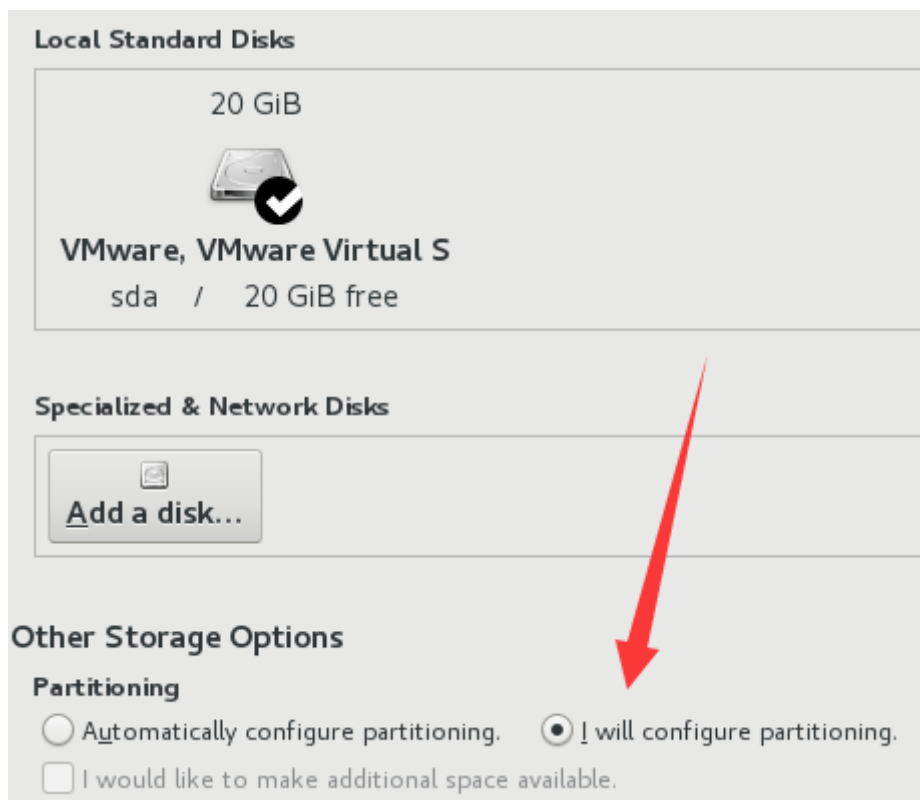 Local Standard Disks
20 GiB
VMware, VMware Virtual S
sda / 20 GiB free
Specialized & Network Disks
Add a disk...
Other Storage Options
Partitioning
Automatically configure partitioning. I will configure partitioning.
I would like to make additional space available.